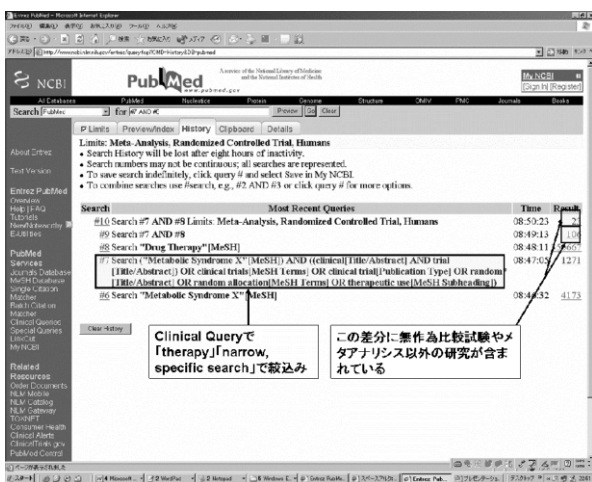 Entrez PubMed - Microsoft Internet Explorer
NCBI
PubMed
www.pubmed.gov
A service of the National Library of Medicine
and the National Institutes of Health
My NCBI
[Sign In] [Register]
All Databases PubMed Nucleotide Protein Genome Structure OMIM PMC Journals Books
Search PubMed for #7 AND #8 Preview Go Clear
Limits Preview/Index History Clipboard Details
Limits: Meta-Analysis, Randomized Controlled Trial, Humans
• Search History will be lost after eight hours of inactivity.
• Search numbers may not be continuous; all searches are represented.
• To save search indefinitely, click query # and select Save in My NCBI.
• To combine searches use #search, e.g., #2 AND #3 or click query # for more options.
Search Most Recent Queries Time Result
#10 Search #7 AND #8 Limits: Meta-Analysis, Randomized Controlled Trial, Humans 08:50:23
#9 Search #7 AND #8 08:49:13
#8 Search "Drug Therapy"[MeSH] 08:48:11
#7 Search ("Metabolic Syndrome X"[MeSH]) AND ((clinical[Title/Abstract] AND trial 08:47:05 1271
[Title/Abstract]) OR clinical trials[MeSH Terms] OR clinical trial[Publication Type] OR random*
[Title/Abstract] OR random allocation[MeSH Terms] OR therapeutic use[MeSH Subheading])
#6 Search "Metabolic Syndrome X"[MeSH] 4173
Clear History
Clinical Queryで
「therapy」「narrow,
specific search」で絞込み
この差分に無作為比較試験やメ
タアナリシス以外の研究が含ま
れている
About Entrez
Text Version
Entrez PubMed
Overview
Help | FAQ
Tutorials
New/Noteworthy
E-Utilities
PubMed
Services
Journals Database
MeSH Database
Single Citation
Matcher
Batch Citation
Matcher
Clinical Queries
Special Queries
LinkOut
My NCBI
Related
Resources
Order Documents
NLM Mobile
NLM Catalog
NLM Gateway
TOXNET
Consumer Health
Clinical Alerts
ClinicalTrials.gov
PubMed Central